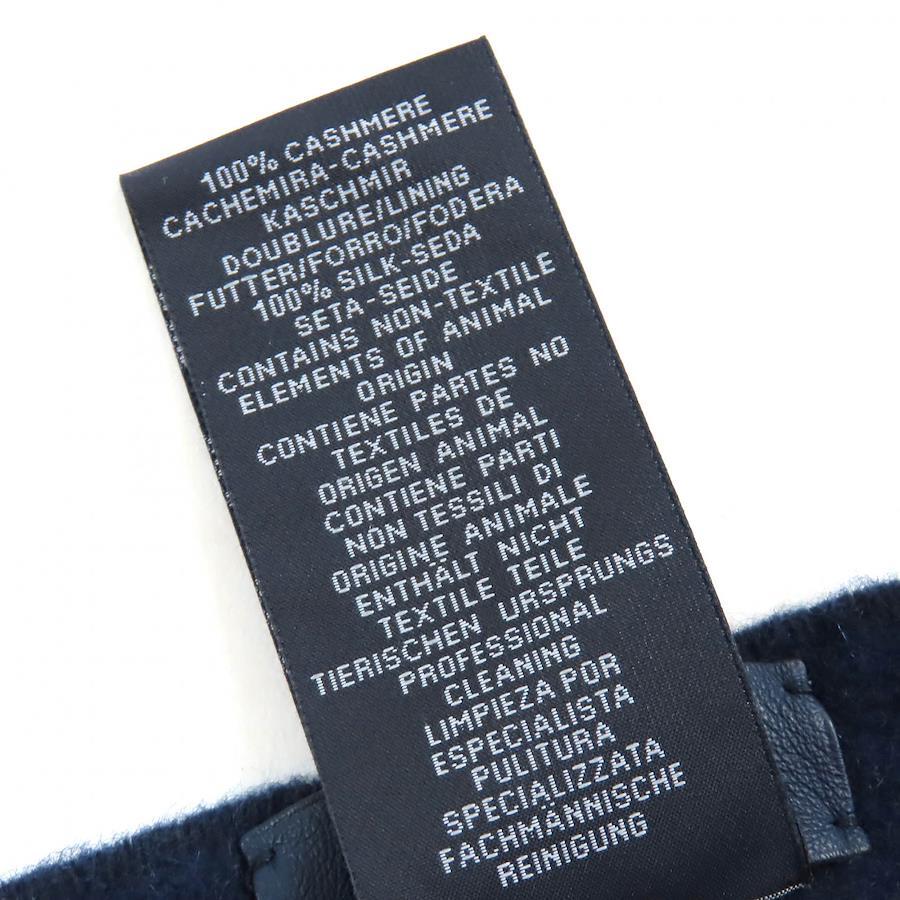 100% CASHMERE
CACHEMIRA-CASHMERE
KASCHMIR
DOUBLURE/LINING
FUTTER/FORRO/FODERA
100% SILK-SEDA
SETA-SEIDE
CONTAINS NON-TEXTILE
ELEMENTS OF ANIMAL
ORIGIN
CONTIENE PARTES NO
TEXTILES DE
ORIGEN ANIMAL
CONTIENE PARTI
NON TESSILI DI
ORIGINE ANIMALE
ENTHÄLT NICHT
TEXTILE TEILE
TIERISCHEN URSPRUNGS
PROFESSIONAL
CLEANING
LIMPIEZA POR
ESPECIALISTA
PULITURA
SPECIALIZZATA
FACHMÄNNISCHE
REINIGUNG